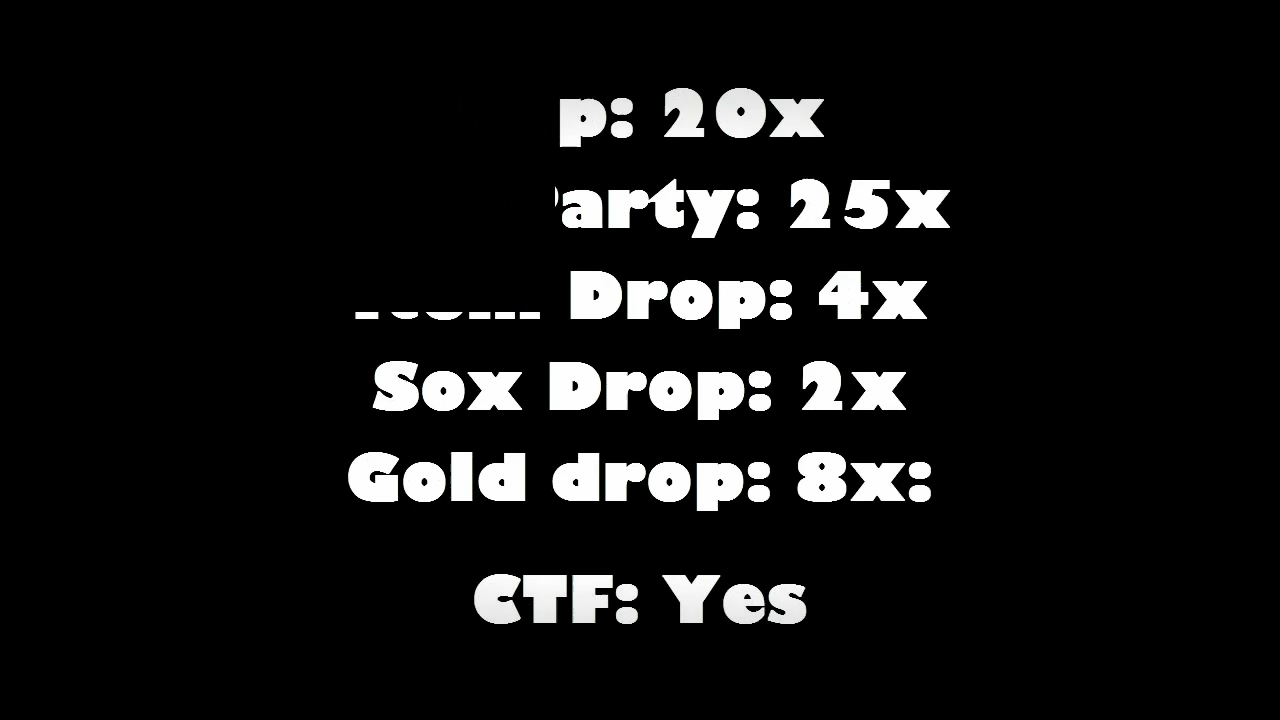 p: 20x
arty: 25x
Drop: 4x
Sox Drop: 2x
Gold drop: 8x:
CTF: Yes